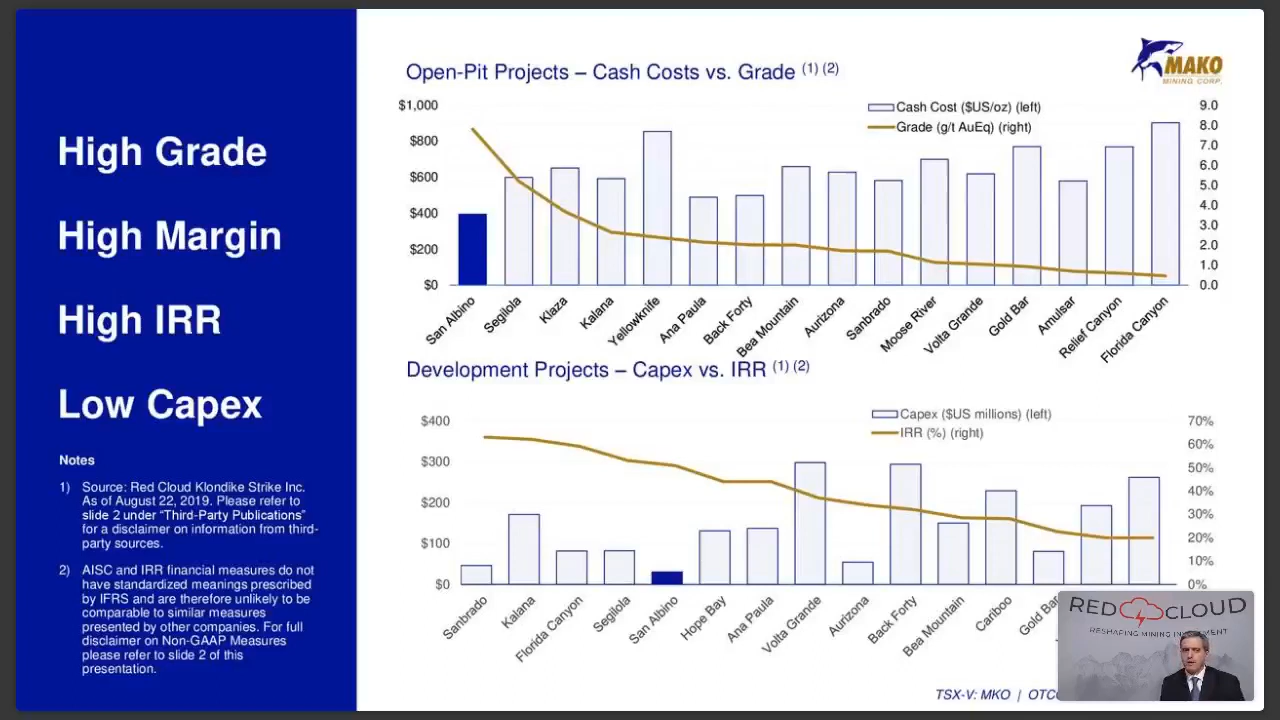 High Grade
High Margin
High IRR
Low Capex
Notes
1) Source: Red Cloud Klondike Strike Inc.
As of August 22, 2019. Please refer to
slide 2 under “Third-Party Publications”
for a disclaimer on information from third-
party sources.
2) AISC and IRR financial measures do not
have standardized meanings prescribed
by IFRS and are therefore unlikely to be
comparable to similar measures
presented by other companies. For full
disclaimer on Non-GAAP Measures
please refer to slide 2 of this
presentation.
Open-Pit Projects – Cash Costs vs. Grade (1) (2)
MAKO
MINING CORP.
Cash Cost ($US/oz) (left)
Grade (g/t AuEq) (right)
$1,000
$800
$600
$400
$200
$0
9.0
8.0
7.0
6.0
5.0
4.0
3.0
2.0
1.0
0.0
San Albino
Segilola
Klaza
Kalana
Yellowknife
Ana Paula
Back Forty
Bea Mountain
Aurizona
Sanbrado
Moose River
Volta Grande
Gold Bar
Amulsar
Relief Canyon
Florida Canyon
Development Projects – Capex vs. IRR (1) (2)
Capex ($US millions) (left)
IRR (%) (right)
$400
$300
$200
$100
$0
70%
60%
50%
40%
30%
20%
10%
0%
Sanbrado
Kalana
Florida Canyon
Segilola
San Albino
Hope Bay
Ana Paula
Volta Grande
Aurizona
Back Forty
Bea Mountain
Cariboo
Gold Ba
RED CLOUD
RESHAPING MINING INVESTMENT
TSX-V: MKO | OTC